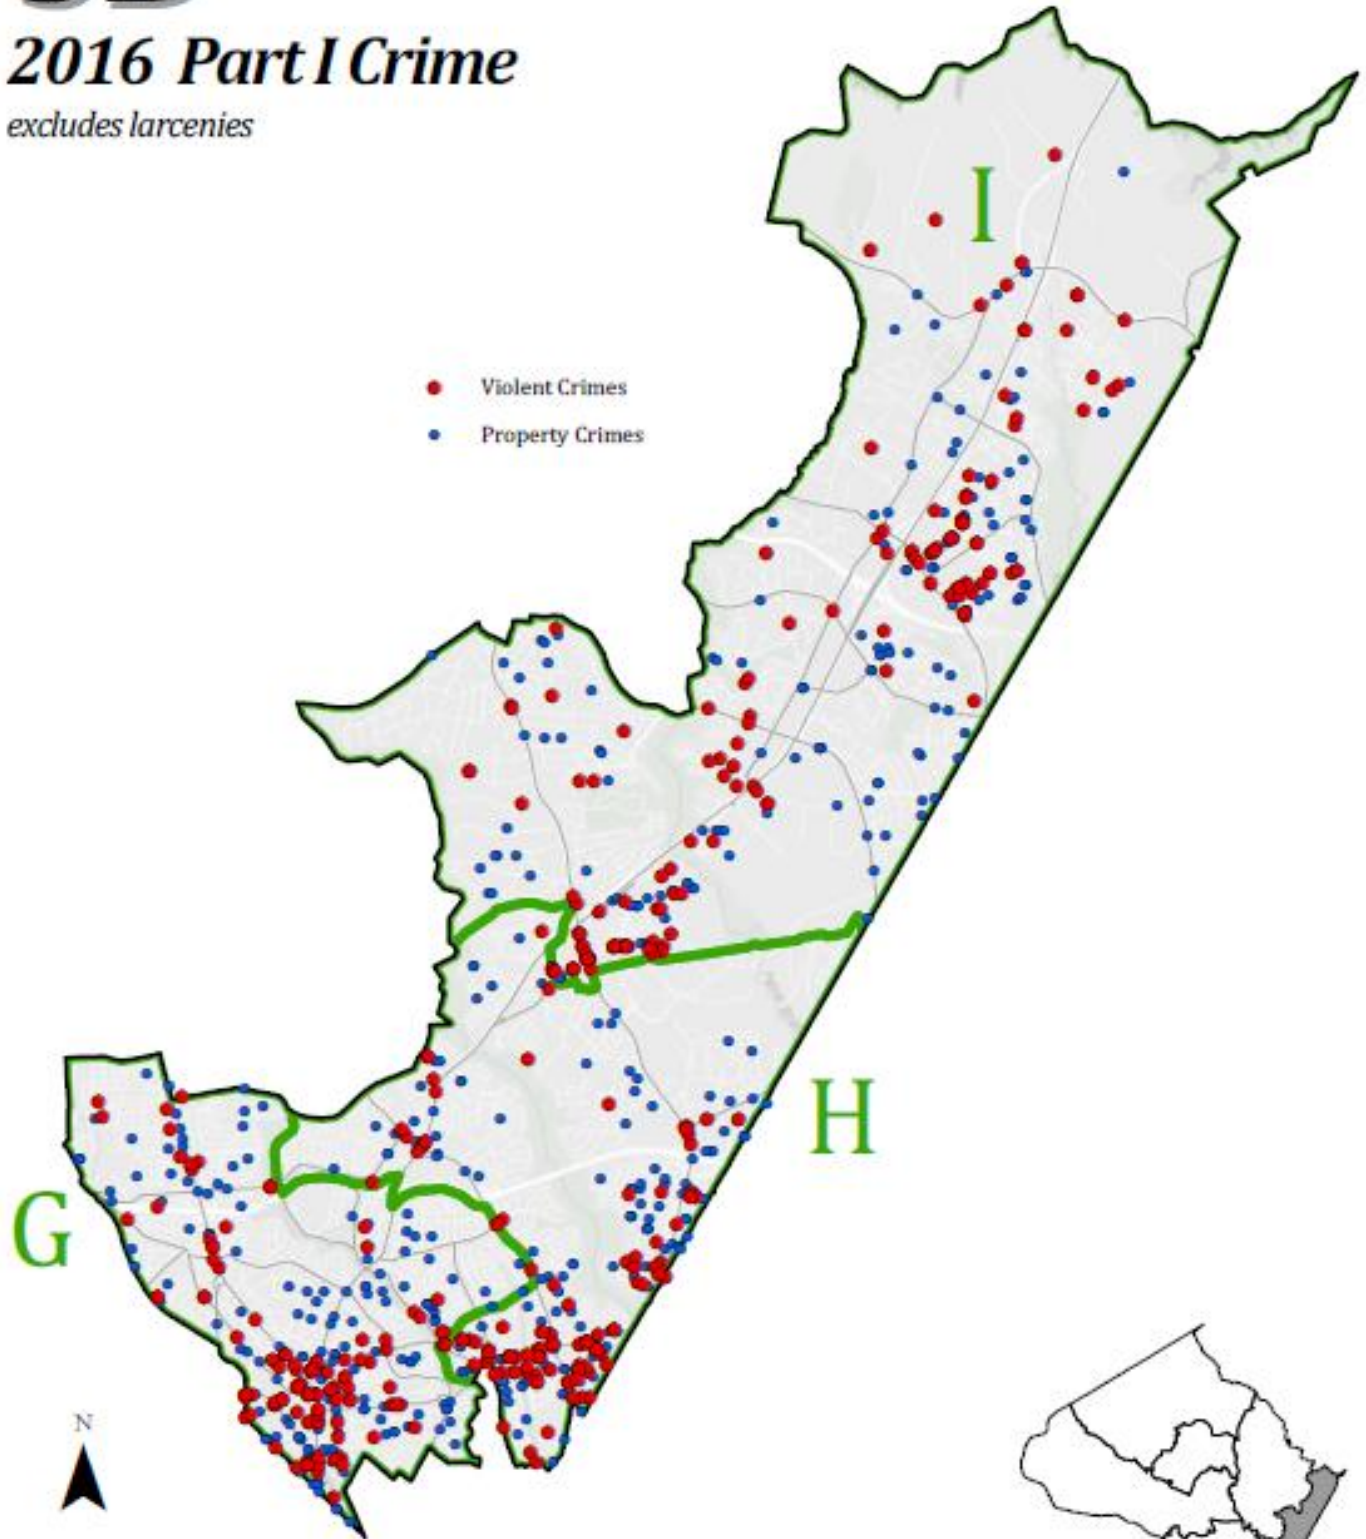 2016 Part I Crime
excludes larcenies
I
Violent Crimes
Property Crimes
H
G
N